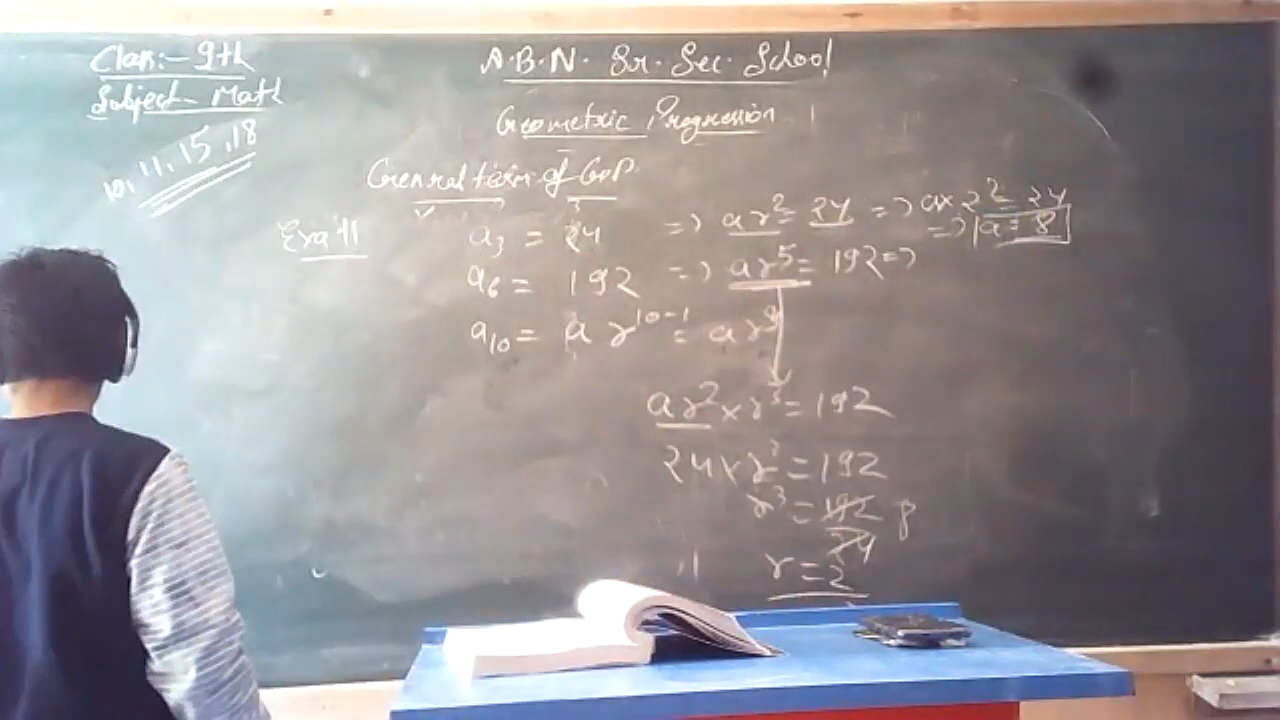 Class:- 9th
Subject- Math
10, 11, 15, 18
A.B.N. Sr. Sec. School
Geometric Progression
General term of G.P.
Exa 11
a₃ = 24 => ar² = 24 => a×2² = 24
=> a = 8
a₆ = 192 => ar⁵ = 192 =>
a₁₀ = a r¹⁰⁻¹ = ar⁹
ar² × r³ = 192
24 × r³ = 192
r³ = 192/24 8
r = 2